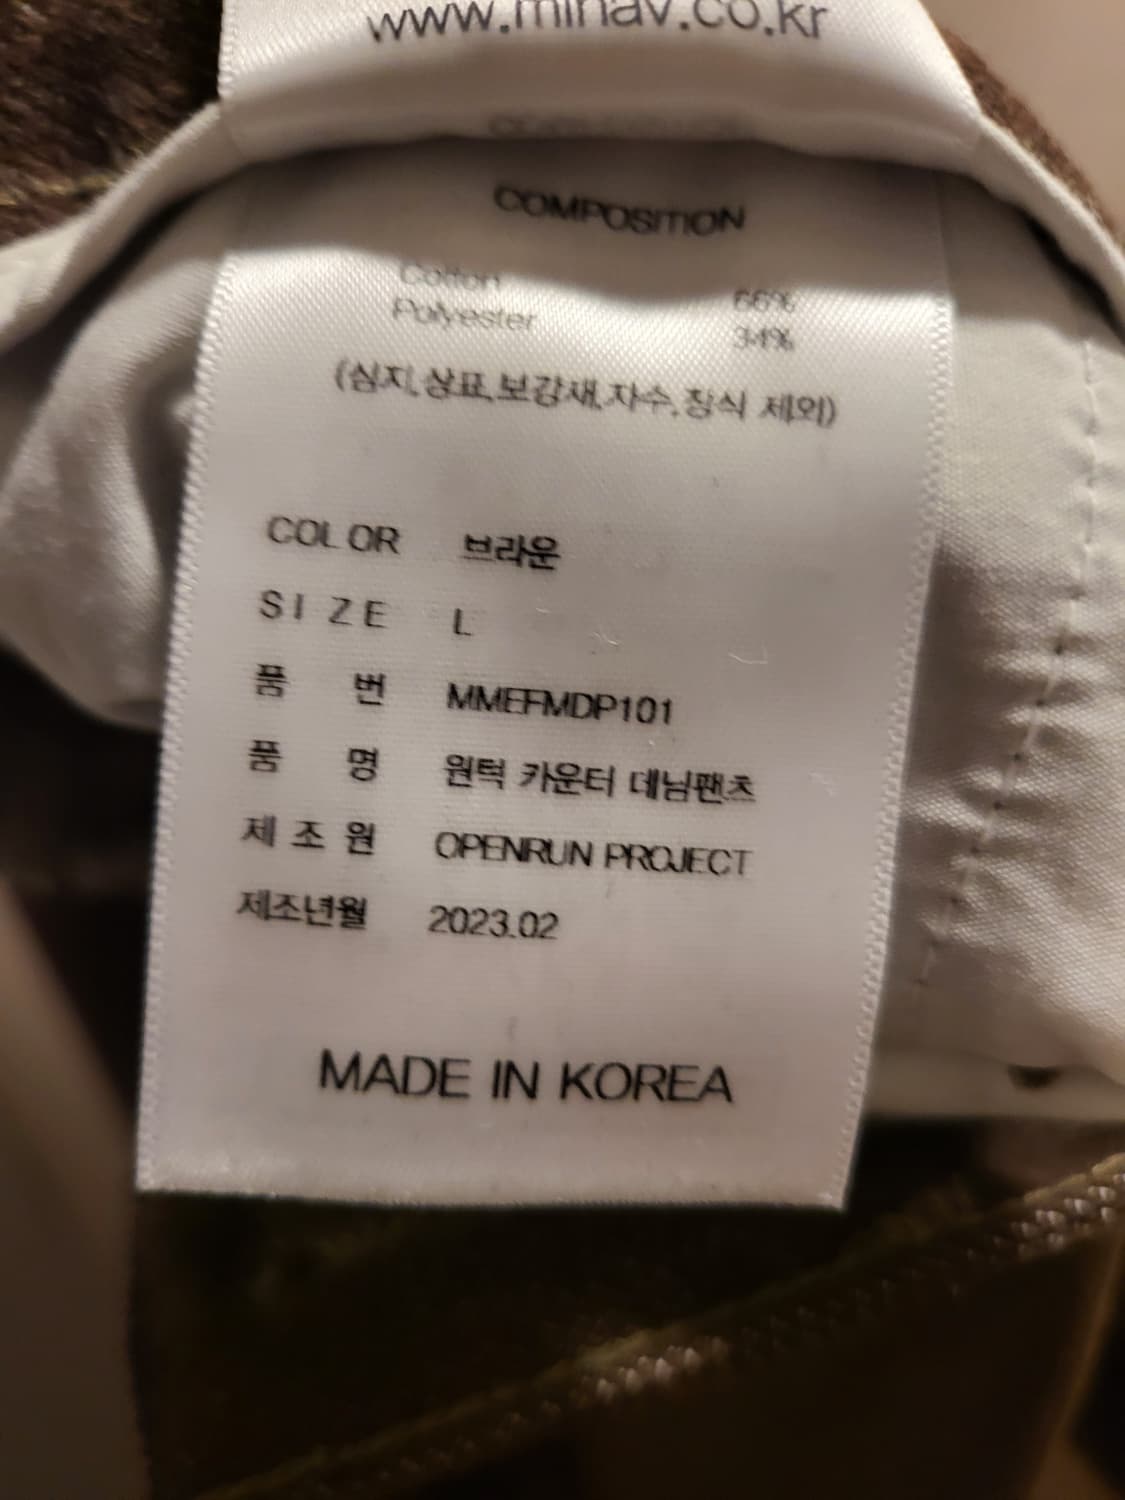 www.minav.co.kr
COMPOSITION
Cotton 66%
Polyester 34%
(심지,상표,보강재,자수,장식 제외)
COLOR 브라운
SIZE L
품 번 MMEFMDP101
품 명 원턱 카운터 데님팬츠
제 조 원 OPENRUN PROJECT
제조년월 2023.02
MADE IN KOREA